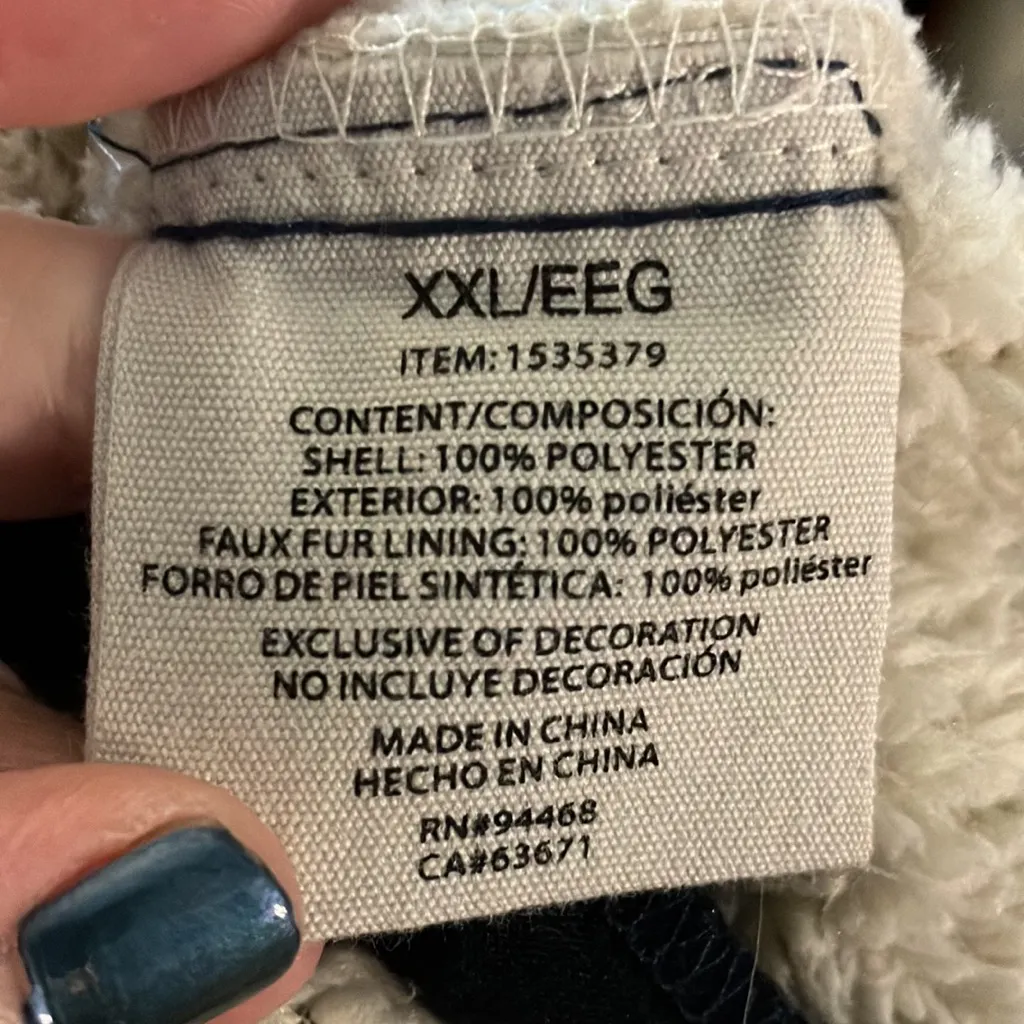 XXL/EEG
ITEM: 1535379
CONTENT/COMPOSICIÓN:
SHELL: 100% POLYESTER
EXTERIOR: 100% poliéster
FAUX FUR LINING: 100% POLYESTER
FORRO DE PIEL SINTÉTICA: 100% poliéster
EXCLUSIVE OF DECORATION
NO INCLUYE DECORACIÓN
MADE IN CHINA
HECHO EN CHINA
RN#94468
CA#63671